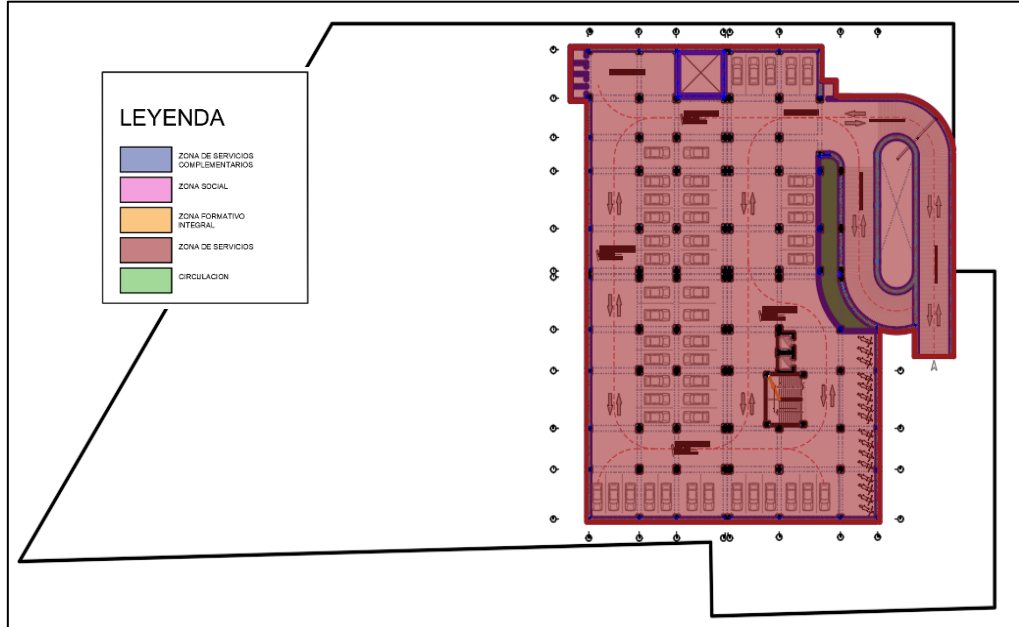 LEYENDA
ZONA DE SERVICIOS
COMPLEMENTARIOS
ZONA SOCIAL
ZONA FORMATIVO
INTEGRAL
ZONA DE SERVICIOS
CIRCULACION
A